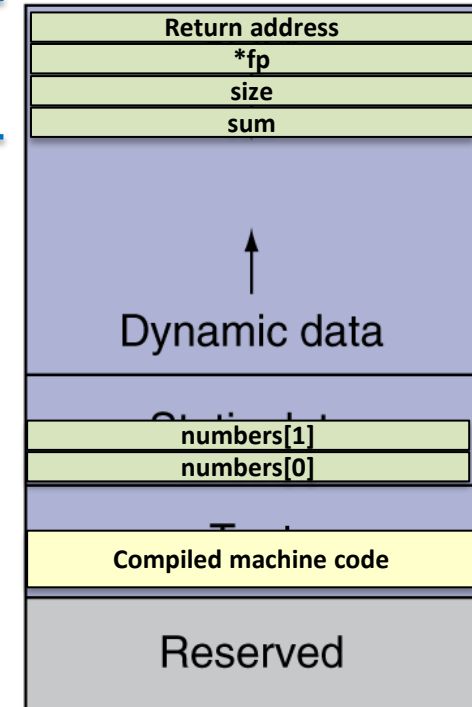 Return address
*fp
size
sum
Dynamic data
numbers[1]
numbers[0]
Compiled machine code
Reserved